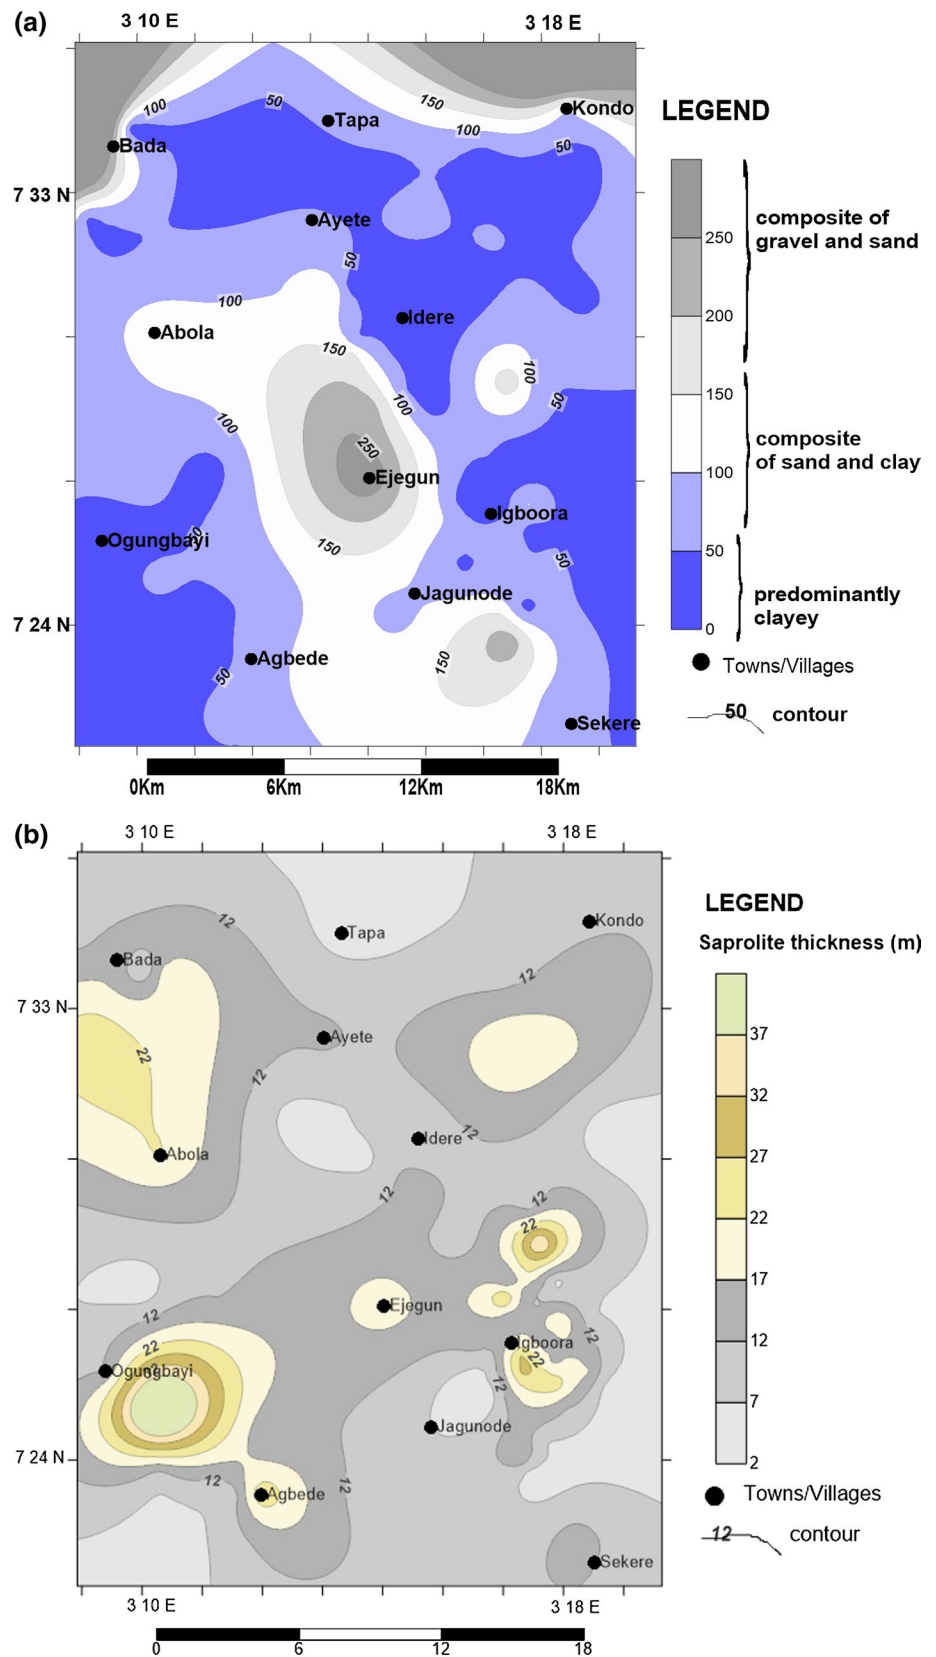 (a)
3 10 E
3 18 E
100
50
150
100
50
Kondo
Tapa
Bada
7 33 N
Ayete
50
100
Idere
Abola
150
100
100
50
100
250
Ejegun
Igboora
Ogungbayi
50
150
50
Jagunode
7 24 N
Agbede
150
50
Sekere
0Km
6Km
12Km
18Km
LEGEND
250
200
150
100
50
0
composite of
gravel and sand
composite
of sand and clay
predominantly
clayey
Towns/Villages
50
contour
(b)
3 10 E
3 18 E
12
Tapa
Kondo
Bada
12
7 33 N
Ayete
22
12
Idere
12
Abola
12
12
22
Ejegun
12
Igboora
12
22
22
Ogungbayi
32
12
Jagunode
7 24 N
12
12
Agbede
Sekere
3 10 E
3 18 E
0
6
12
18
LEGEND
Saprolite thickness (m)
37
32
27
22
17
12
7
2
Towns/Villages
12
contour